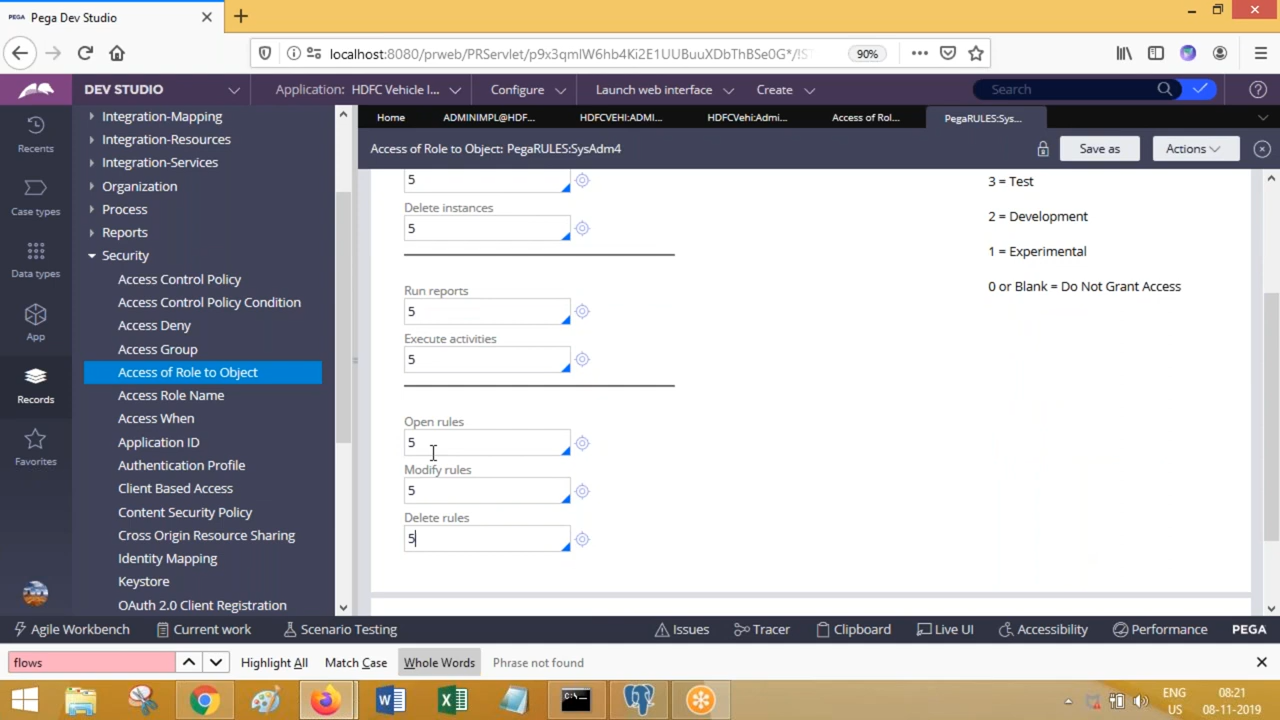 PEGA Pega Dev Studio
localhost:8080/prweb/PRServlet/p9x3qmlW6hb4Ki2E1UUBuuXDbThBSe0G*/!S
90%
DEV STUDIO
Application: HDFC Vehicle I...
Configure
Launch web interface
Create
Search
Recents
Case types
Data types
App
Records
Favorites
Integration-Mapping
Integration-Resources
Integration-Services
Organization
Process
Reports
Security
Access Control Policy
Access Control Policy Condition
Access Deny
Access Group
Access of Role to Object
Access Role Name
Access When
Application ID
Authentication Profile
Client Based Access
Content Security Policy
Cross Origin Resource Sharing
Identity Mapping
Keystore
OAuth 2.0 Client Registration
Home
ADMINIMPL@HDF...
HDFCVEHI:ADMI...
HDFCVehi:Admi...
Access of Rol...
PegaRULES:Sys...
Access of Role to Object: PegaRULES:SysAdm4
Save as
Actions
5
Delete instances
5
Run reports
5
Execute activities
5
Open rules
5
Modify rules
5
Delete rules
5
3 = Test
2 = Development
1 = Experimental
0 or Blank = Do Not Grant Access
Agile Workbench
Current work
Scenario Testing
Issues
Tracer
Clipboard
Live UI
Accessibility
Performance
PEGA
flows
Highlight All
Match Case
Whole Words
Phrase not found
ENG
US
08:21
08-11-2019